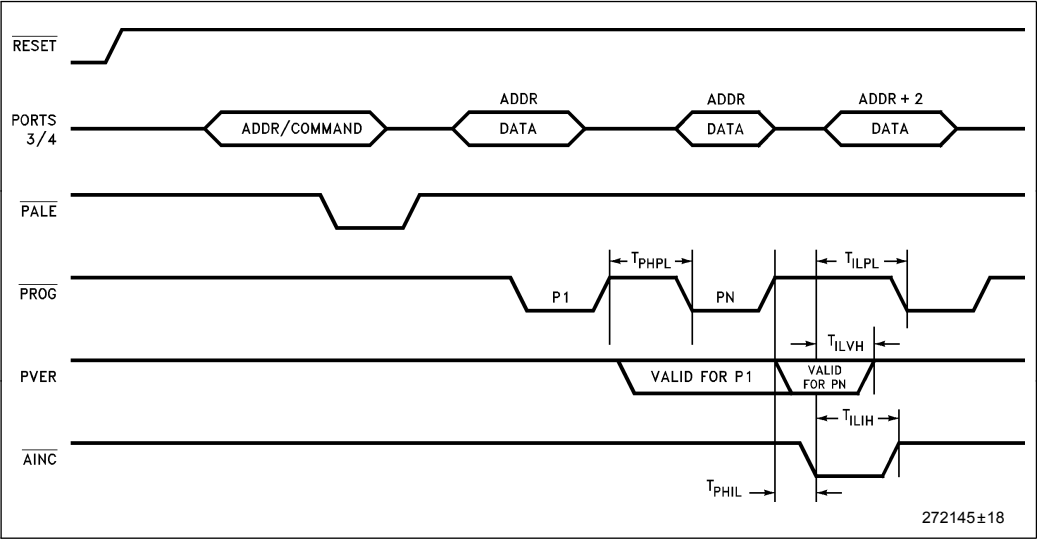 RESET
PORTS
3/4
ADDR/COMMAND
ADDR
DATA
ADDR
DATA
ADDR + 2
DATA
PALE
PROG
P1
TPHPL
PN
TILPL
PVER
VALID FOR P1
VALID
FOR PN
TILVH
AINC
TILIH
TPHIL
272145±18